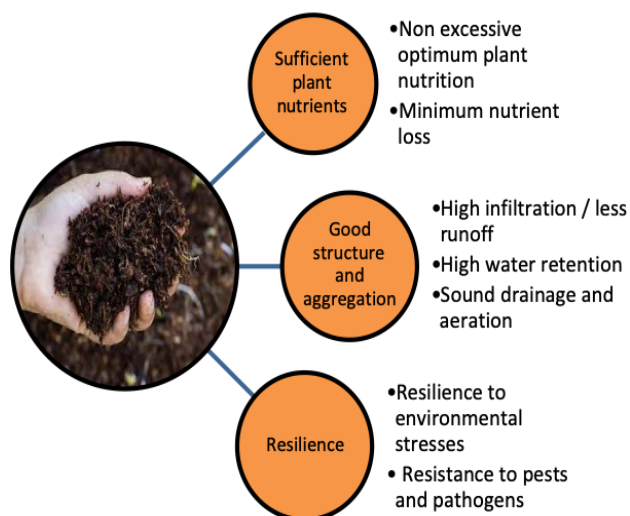 Sufficient
plant
nutrients
•Non excessive
optimum plant
nutrition
•Minimum nutrient
loss
Good
structure
and
aggregation
•High infiltration / less
runoff
•High water retention
•Sound drainage and
aeration
Resilience
•Resilience to
environmental
stresses
• Resistance to pests
and pathogens